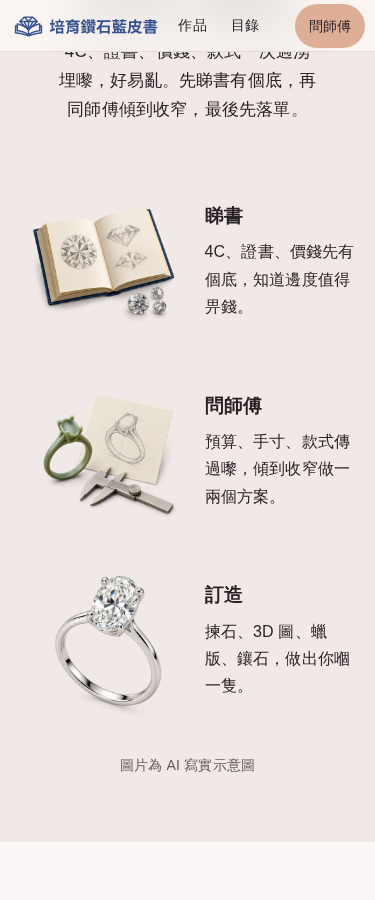 培育鑽石藍皮書
作品
目錄
問師傅
4C、證書、價錢、款式一次過湧
埋嚟，好易亂。先睇書有個底，再
同師傅傾到收窄，最後先落單。
睇書
4C、證書、價錢先有
個底，知道邊度值得
畀錢。
問師傅
預算、手寸、款式傳
過嚟，傾到收窄做一
兩個方案。
訂造
揀石、3D 圖、蠟
版、鑲石，做出你嗰
一隻。
圖片為 AI 寫實示意圖